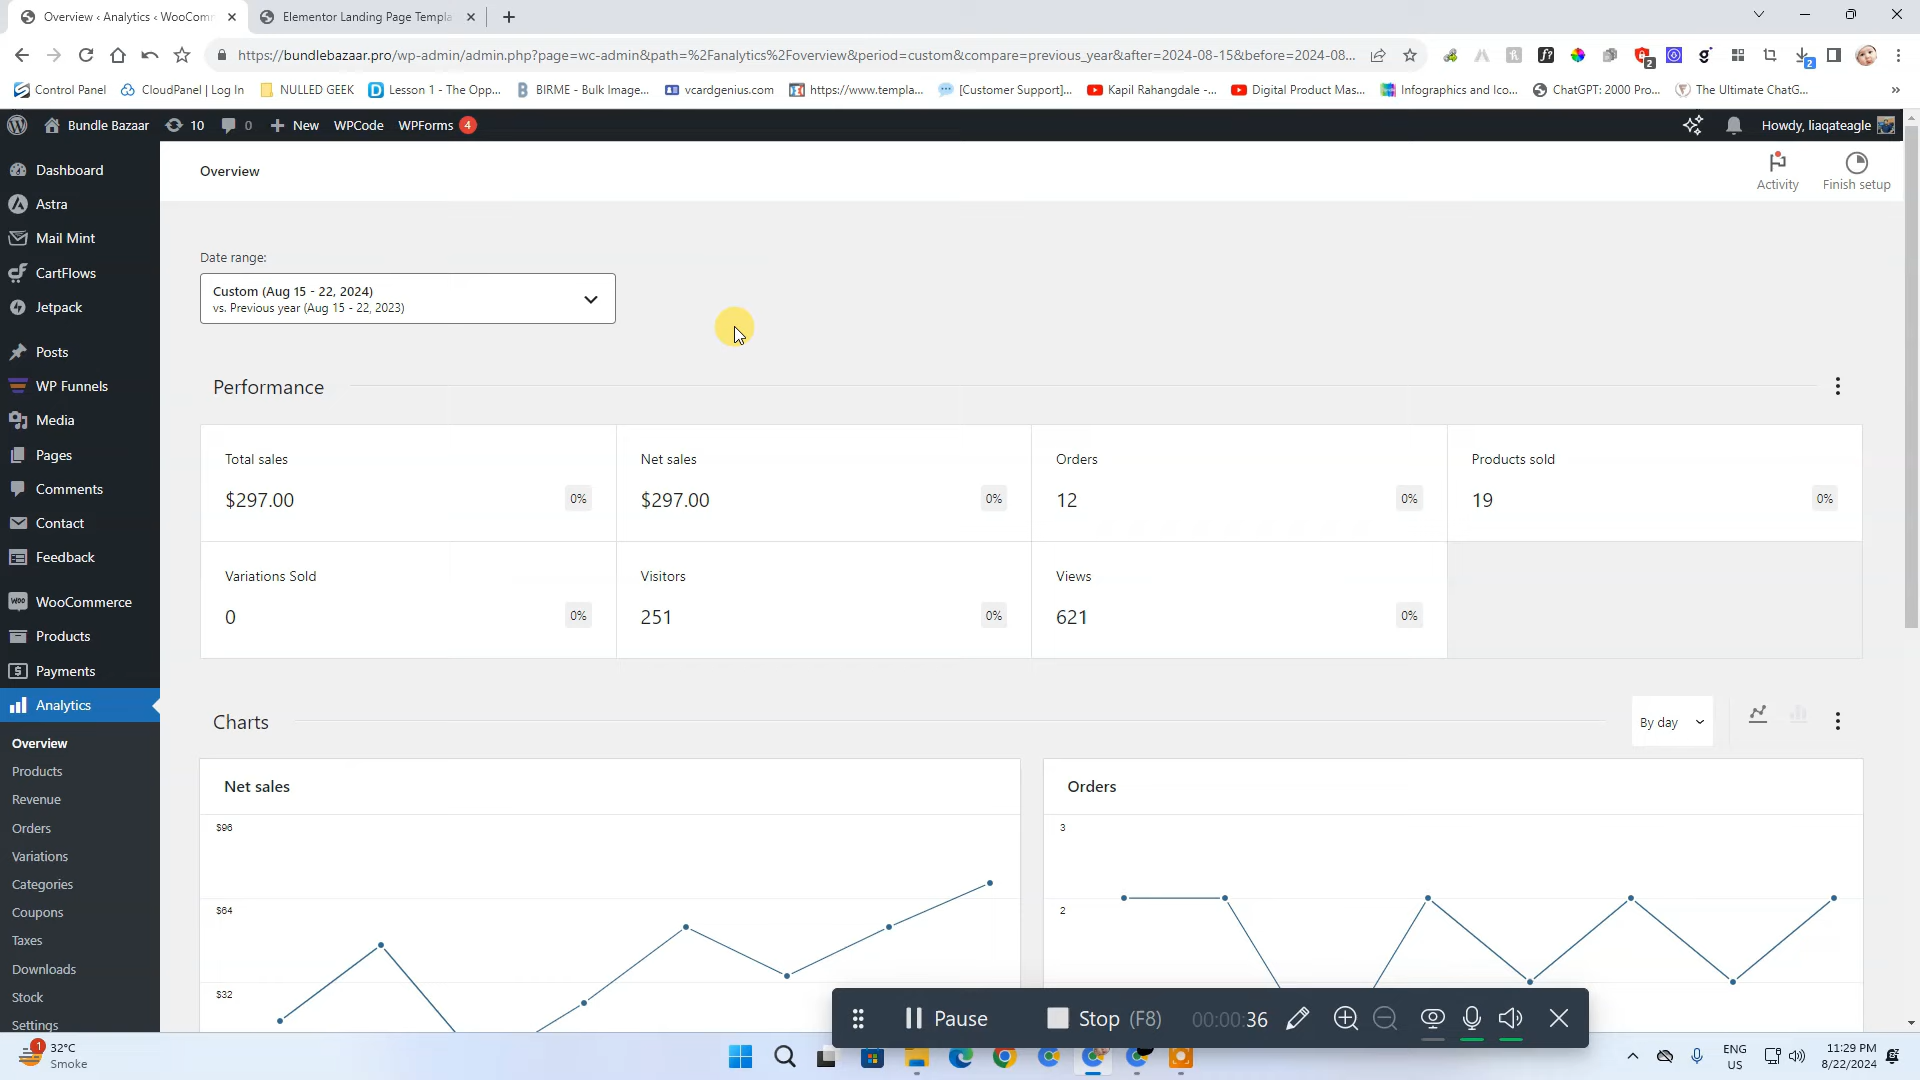 Overview ‹ Analytics ‹ WooComm
Elementor Landing Page Templa
https://bundlebazaar.pro/wp-admin/admin.php?page=wc-admin&path=%2Fanalytics%2Foverview&period=custom&compare=previous_year&after=2024-08-15&before=2024-08...
Control Panel
CloudPanel | Log In
NULLED GEEK
Lesson 1 - The Opp...
BIRME - Bulk Image...
vcardgenius.com
https://www.templa...
[Customer Support]...
Kapil Rahangdale -...
Digital Product Mas...
Infographics and Ico...
ChatGPT: 2000 Pro...
The Ultimate ChatG...
Bundle Bazaar
10
0
New
WPCode
WPForms 4
Howdy, liaqateagle
Dashboard
Astra
Mail Mint
CartFlows
Jetpack
Posts
WP Funnels
Media
Pages
Comments
Contact
Feedback
WooCommerce
Products
Payments
Analytics
Overview
Products
Revenue
Orders
Variations
Categories
Coupons
Taxes
Downloads
Stock
Settings
Overview
Activity
Finish setup
Date range:
Custom (Aug 15 - 22, 2024)
vs. Previous year (Aug 15 - 22, 2023)
Performance
Total sales
$297.00
0%
Net sales
$297.00
0%
Orders
12
0%
Products sold
19
0%
Variations Sold
0
0%
Visitors
251
0%
Views
621
0%
Charts
By day
Net sales
$96
$64
$32
Orders
3
2
Pause
Stop (F8)
00:00:36
1
32°C
Smoke
ENG
US
11:29 PM
8/22/2024